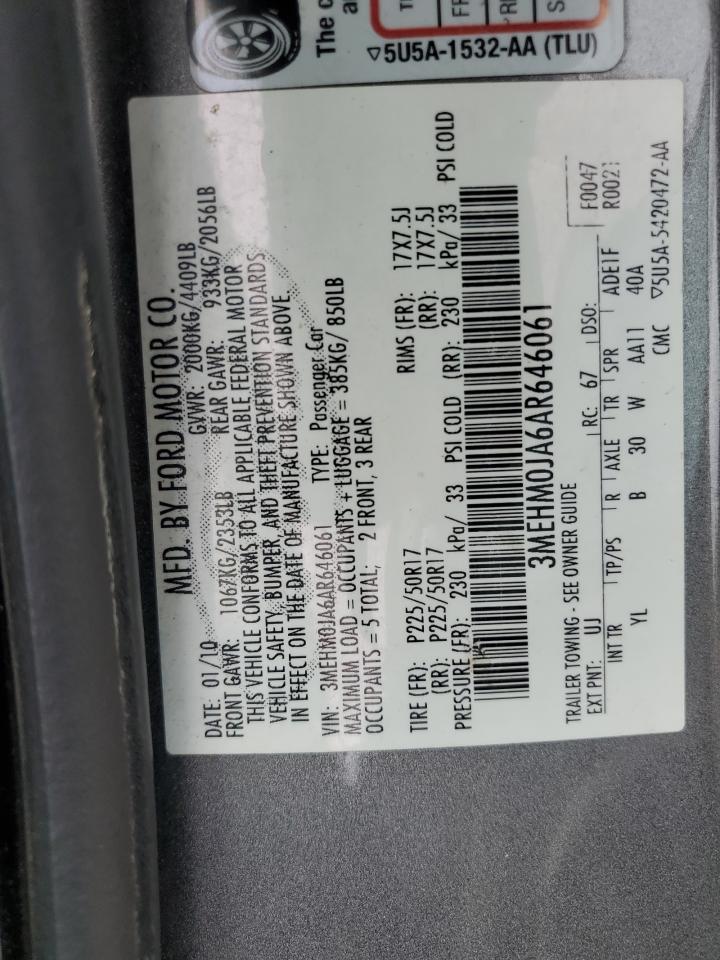 The c
a
TI
FR
RE
S
▽5U5A-1532-AA (TLU)
MFD. BY FORD MOTOR CO.
DATE: 01/10 GVWR: 2000KG/4409LB
FRONT GAWR: 1067KG/2353LB REAR GAWR: 933KG/2056LB
THIS VEHICLE CONFORMS TO ALL APPLICABLE FEDERAL MOTOR
VEHICLE SAFETY, BUMPER, AND THEFT PREVENTION STANDARDS
IN EFFECT ON THE DATE OF MANUFACTURE SHOWN ABOVE.
VIN: 3MEHM0JA6AR646061 TYPE: Passenger Car
MAXIMUM LOAD = OCCUPANTS + LUGGAGE = 385KG/ 850LB
OCCUPANTS = 5 TOTAL; 2 FRONT, 3 REAR
TIRE (FR): P225/50R17 RIMS (FR): 17X7.5J
(RR): P225/50R17 (RR): 17X7.5J
PRESSURE (FR): 230 kPa/ 33 PSI COLD (RR): 230 kPa/ 33 PSI COLD
3MEHM0JA6AR646061
TRAILER TOWING - SEE OWNER GUIDE
EXT PNT: UJ RC: 67 DSO: F0047
INT TR TP/PS R AXLE TR SPR ADE1F R0021
YL B 30 W AA11 40A
CMC ▽5U5A-5420472-AA